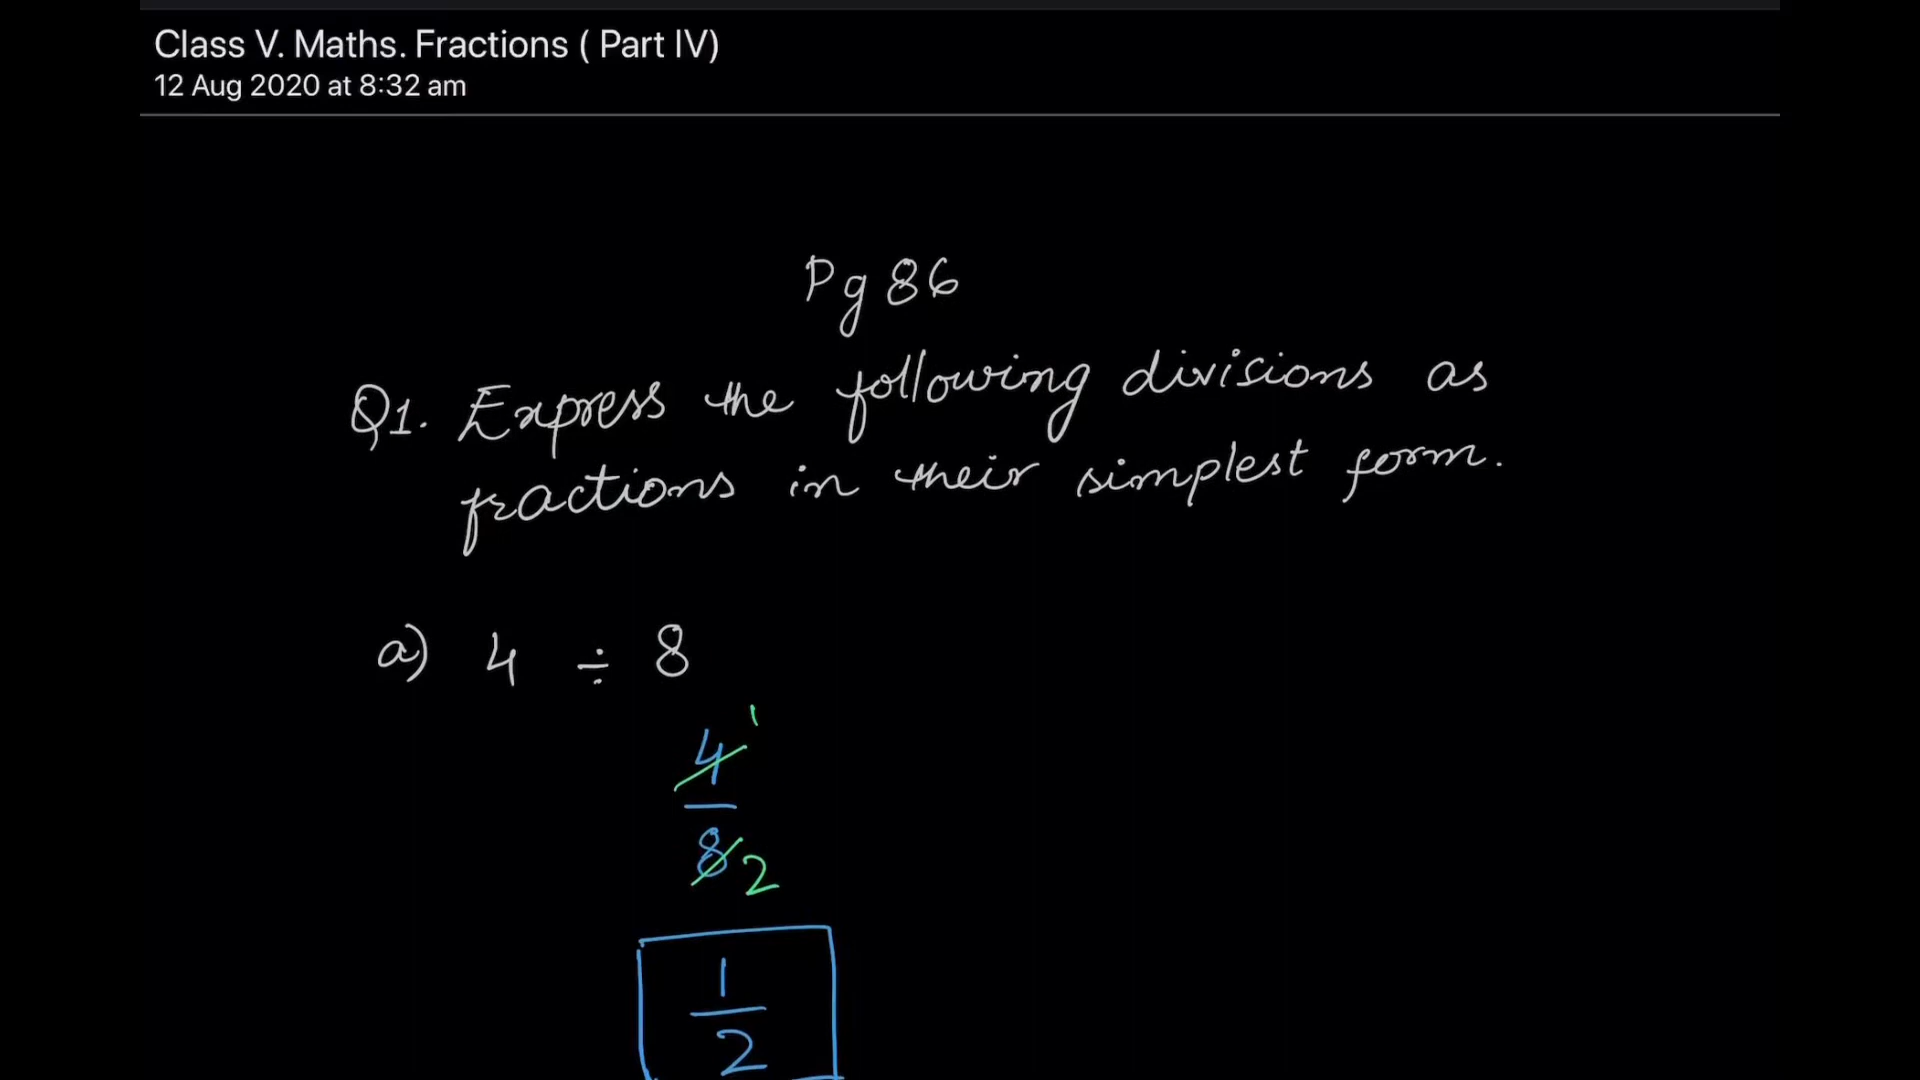 Class V. Maths. Fractions ( Part IV)
12 Aug 2020 at 8:32 am
Pg 86
Q1. Express the following divisions as
fractions in their simplest form.
a) 4 ÷ 8
1
4
8 2
1
2